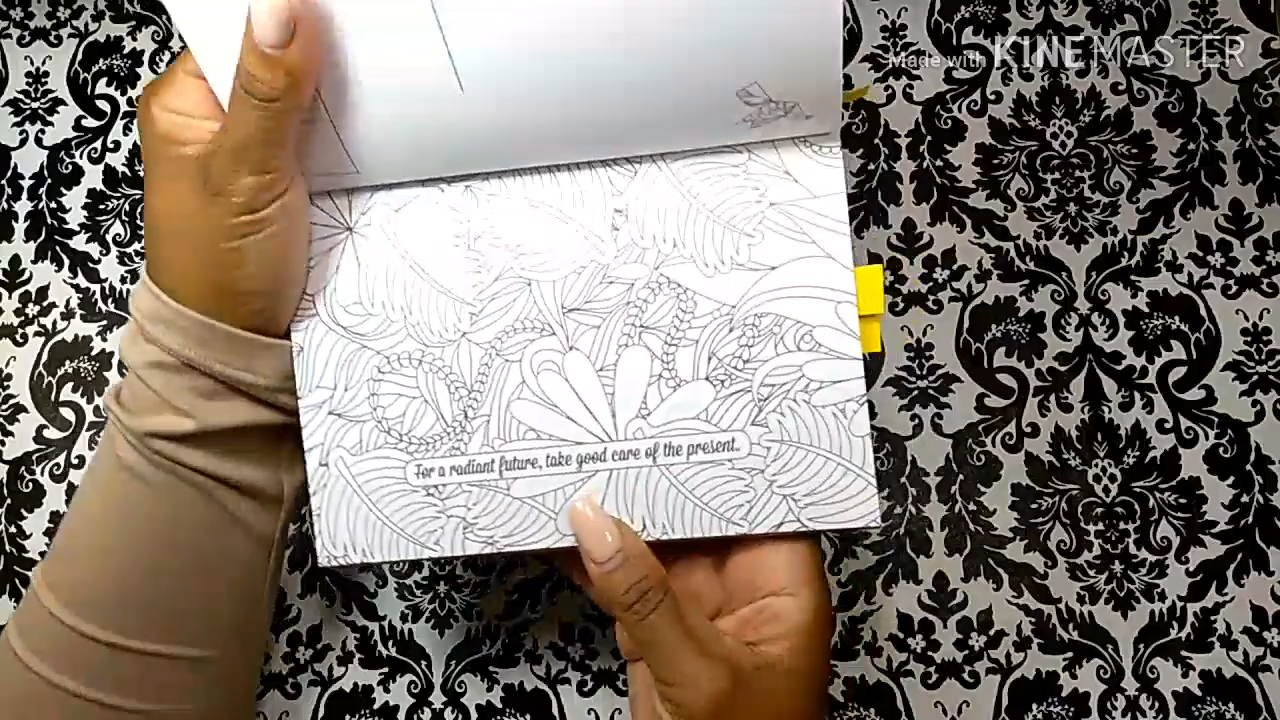 Made with KINEMASTER
For a radiant future, take good care of the present.